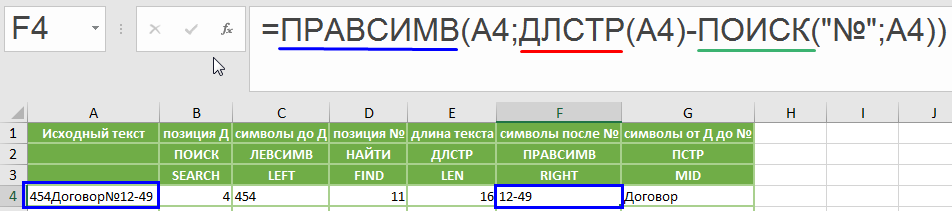 F4 fx =ПРАВСИМВ(A4;ДЛСТР(A4)-ПОИСК("№";A4))
A B C D E F G H I J
1 Исходный текст позиция Д символы до Д позиция № длина текста символы после № символы от Д до №
2 ПОИСК ЛЕВСИМВ НАЙТИ ДЛСТР ПРАВСИМВ ПСТР
3 SEARCH LEFT FIND LEN RIGHT MID
4 454Договор№12-49 4 454 11 16 12-49 Договор